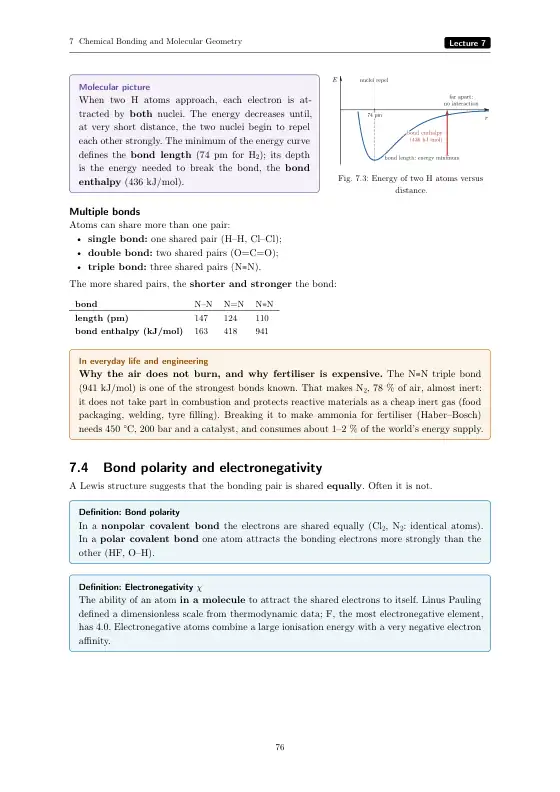 7 Chemical Bonding and Molecular Geometry
Lecture 7
Molecular picture
When two H atoms approach, each electron is at-
tracted by both nuclei. The energy decreases until,
at very short distance, the two nuclei begin to repel
each other strongly. The minimum of the energy curve
defines the bond length (74 pm for H₂); its depth
is the energy needed to break the bond, the bond
enthalpy (436 kJ/mol).
E
nuclei repel
far apart:
no interaction
r
74 pm
bond enthalpy
(436 kJ/mol)
bond length: energy minimum
Fig. 7.3: Energy of two H atoms versus
distance.
Multiple bonds
Atoms can share more than one pair:
• single bond: one shared pair (H–H, Cl–Cl);
• double bond: two shared pairs (O=C=O);
• triple bond: three shared pairs (N≡N).
The more shared pairs, the shorter and stronger the bond:
bond N–N N=N N≡N
length (pm) 147 124 110
bond enthalpy (kJ/mol) 163 418 941
In everyday life and engineering
Why the air does not burn, and why fertiliser is expensive. The N≡N triple bond
(941 kJ/mol) is one of the strongest bonds known. That makes N₂, 78 % of air, almost inert:
it does not take part in combustion and protects reactive materials as a cheap inert gas (food
packaging, welding, tyre filling). Breaking it to make ammonia for fertiliser (Haber–Bosch)
needs 450 °C, 200 bar and a catalyst, and consumes about 1–2 % of the world's energy supply.
7.4 Bond polarity and electronegativity
A Lewis structure suggests that the bonding pair is shared equally. Often it is not.
Definition: Bond polarity
In a nonpolar covalent bond the electrons are shared equally (Cl₂, N₂: identical atoms).
In a polar covalent bond one atom attracts the bonding electrons more strongly than the
other (HF, O–H).
Definition: Electronegativity χ
The ability of an atom in a molecule to attract the shared electrons to itself. Linus Pauling
defined a dimensionless scale from thermodynamic data; F, the most electronegative element,
has 4.0. Electronegative atoms combine a large ionisation energy with a very negative electron
affinity.
76